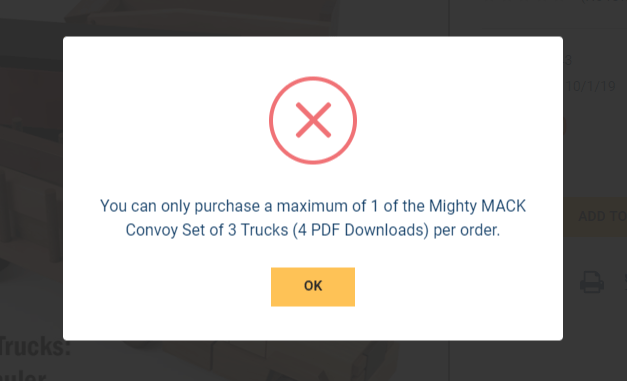 You can only purchase a maximum of 1 of the Mighty MACK
Convoy Set of 3 Trucks (4 PDF Downloads) per order.
OK
10/1/19
ADD TO
Trucks: